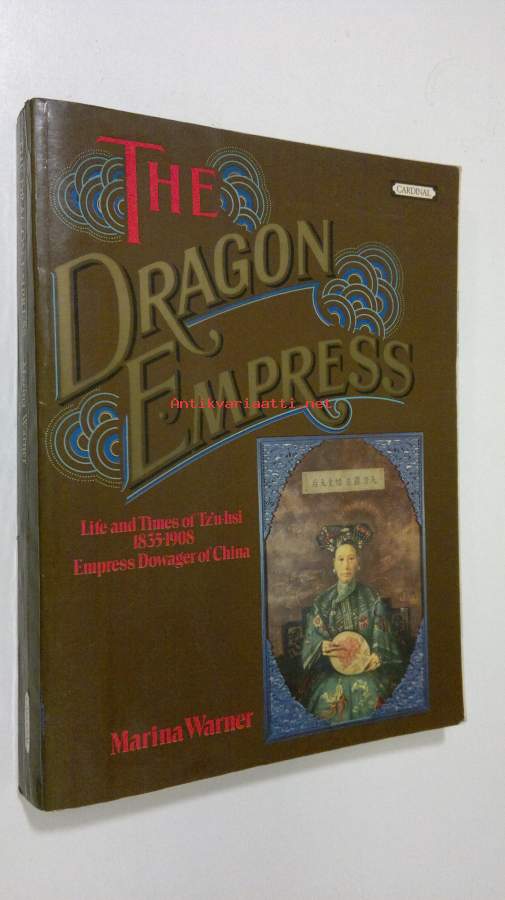 THE
CARDINAL
DRAGON
EMPRESS
Antikvariaatti.net
Life and Times of Tz'u-hsi
1835-1908
Empress Dowager of China
Marina Warner